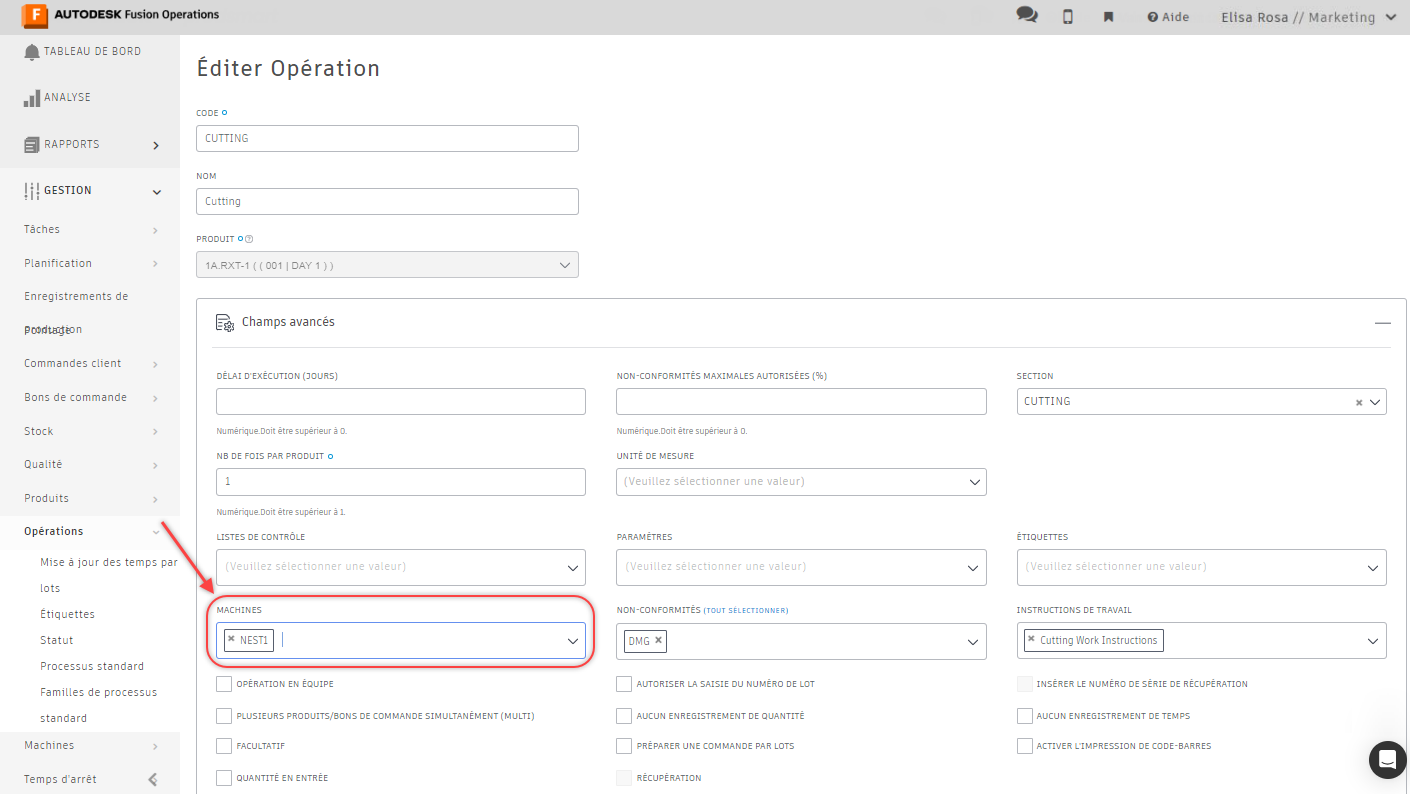 AUTODESK Fusion Operations
Aide
Elisa Rosa // Marketing
TABLEAU DE BORD
ANALYSE
RAPPORTS
GESTION
Tâches
Planification
Enregistrements de
production
Pointage
Commandes client
Bons de commande
Stock
Qualité
Produits
Opérations
Mise à jour des temps par
lots
Étiquettes
Statut
Processus standard
Familles de processus
standard
Machines
Temps d'arrêt
Éditer Opération
CODE
CUTTING
NOM
Cutting
PRODUIT
1A.RXT-1 ( ( 001 | DAY 1 ) )
Champs avancés
DÉLAI D'EXÉCUTION (JOURS)
NON-CONFORMITÉS MAXIMALES AUTORISÉES (%)
SECTION
CUTTING
Numérique.Doit être supérieur à 0.
Numérique.Doit être supérieur à 0.
NB DE FOIS PAR PRODUIT
UNITÉ DE MESURE
1
(Veuillez sélectionner une valeur)
Numérique.Doit être supérieur à 1.
LISTES DE CONTRÔLE
PARAMÈTRES
ÉTIQUETTES
(Veuillez sélectionner une valeur)
(Veuillez sélectionner une valeur)
(Veuillez sélectionner une valeur)
MACHINES
NON-CONFORMITÉS (TOUT SÉLECTIONNER)
INSTRUCTIONS DE TRAVAIL
NEST1
DMG
Cutting Work Instructions
OPÉRATION EN ÉQUIPE
AUTORISER LA SAISIE DU NUMÉRO DE LOT
INSÉRER LE NUMÉRO DE SÉRIE DE RÉCUPÉRATION
PLUSIEURS PRODUITS/BONS DE COMMANDE SIMULTANÉMENT (MULTI)
AUCUN ENREGISTREMENT DE QUANTITÉ
AUCUN ENREGISTREMENT DE TEMPS
FACULTATIF
PRÉPARER UNE COMMANDE PAR LOTS
ACTIVER L'IMPRESSION DE CODE-BARRES
QUANTITÉ EN ENTRÉE
RÉCUPÉRATION